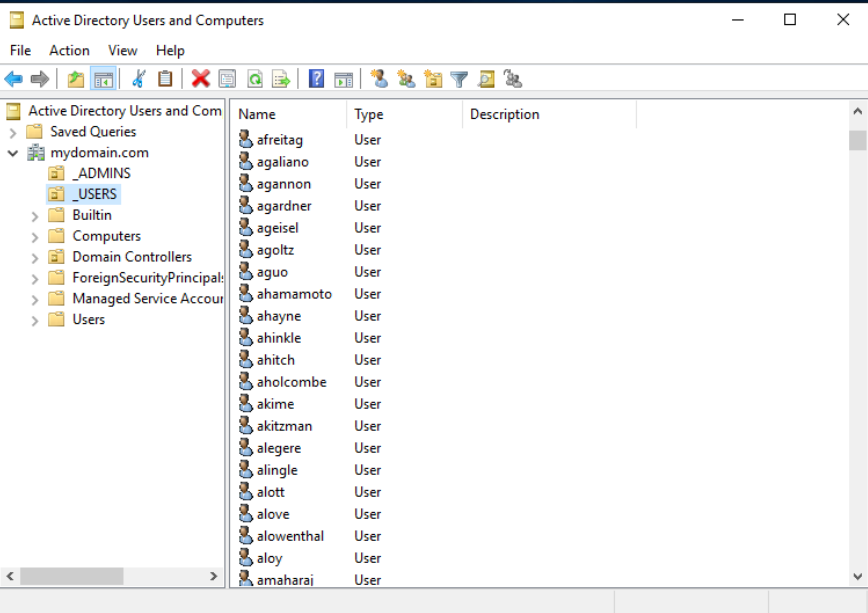 Active Directory Users and Computers
File Action View Help
Active Directory Users and Com
Saved Queries
mydomain.com
_ADMINS
_USERS
Builtin
Computers
Domain Controllers
ForeignSecurityPrincipals
Managed Service Accour
Users
Name Type Description
afreitag User
agaliano User
agannon User
agardner User
ageisel User
agoltz User
aguo User
ahamamoto User
ahayne User
ahinkle User
ahitch User
aholcombe User
akime User
akitzman User
alegere User
alingle User
alott User
alove User
alowenthal User
aloy User
amaharaj User